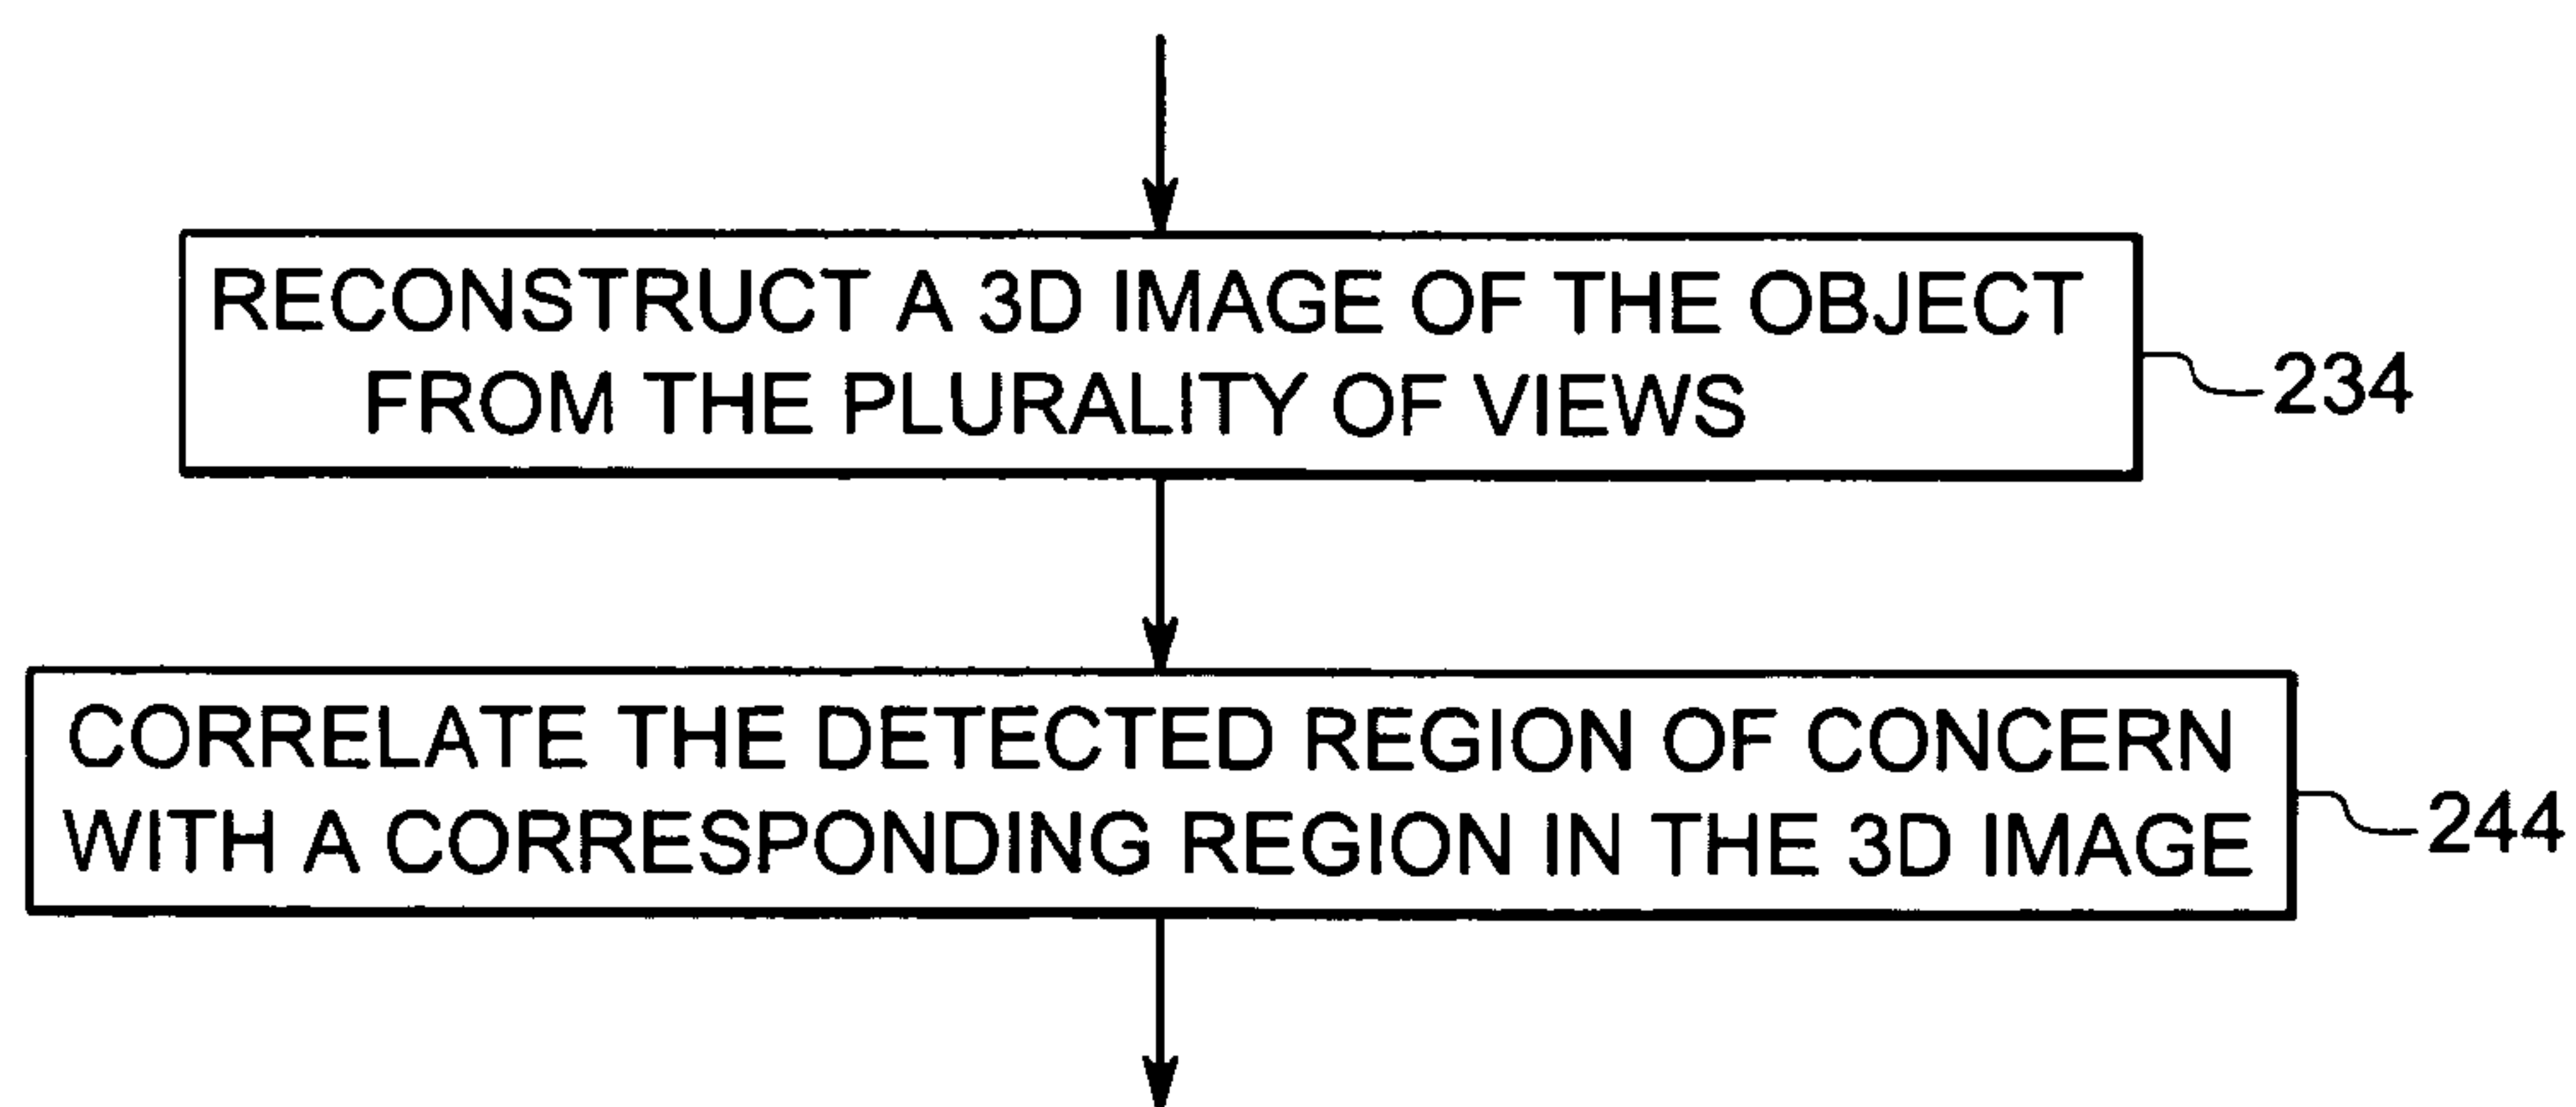 RECONSTRUCT A 3D IMAGE OF THE OBJECT
FROM THE PLURALITY OF VIEWS
234
CORRELATE THE DETECTED REGION OF CONCERN
WITH A CORRESPONDING REGION IN THE 3D IMAGE
244